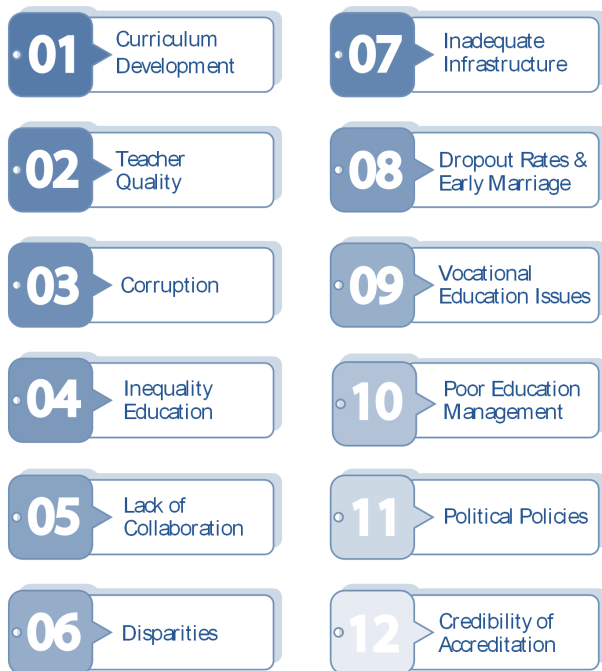 01
Curriculum
Development
02
Teacher
Quality
03
Corruption
04
Inequality
Education
05
Lack of
Collaboration
06
Disparities
07
Inadequate
Infrastructure
08
Dropout Rates &
Early Marriage
09
Vocational
Education Issues
10
Poor Education
Management
11
Political Policies
12
Credibility of
Accreditation